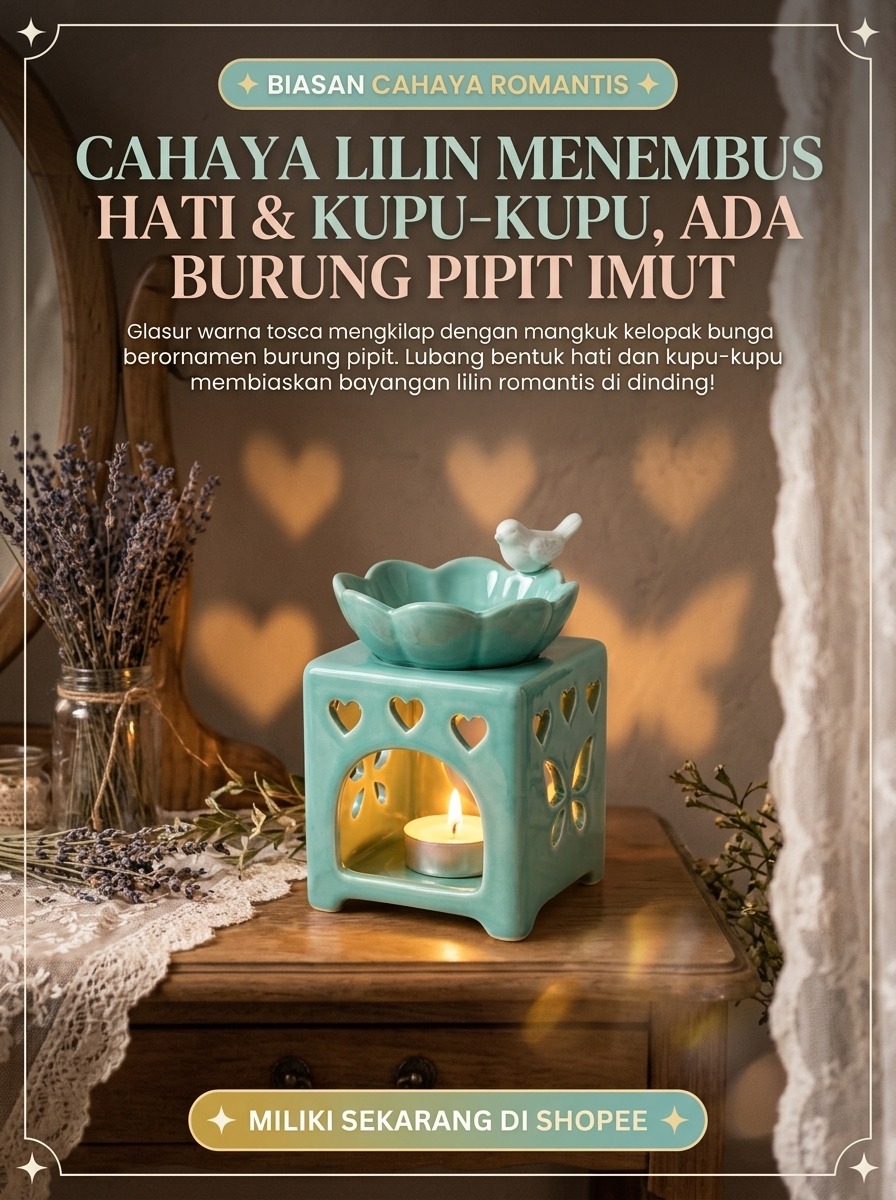 BIASAN CAHAYA ROMANTIS
CAHAYA LILIN MENEMBUS
HATI & KUPU-KUPU, ADA
BURUNG PIPIT IMUT
Glasur warna tosca mengkilap dengan mangkuk kelopak bunga
berornamen burung pipit. Lubang bentuk hati dan kupu-kupu
membiaskan bayangan lilin romantis di dinding!
MILIKI SEKARANG DI SHOPEE